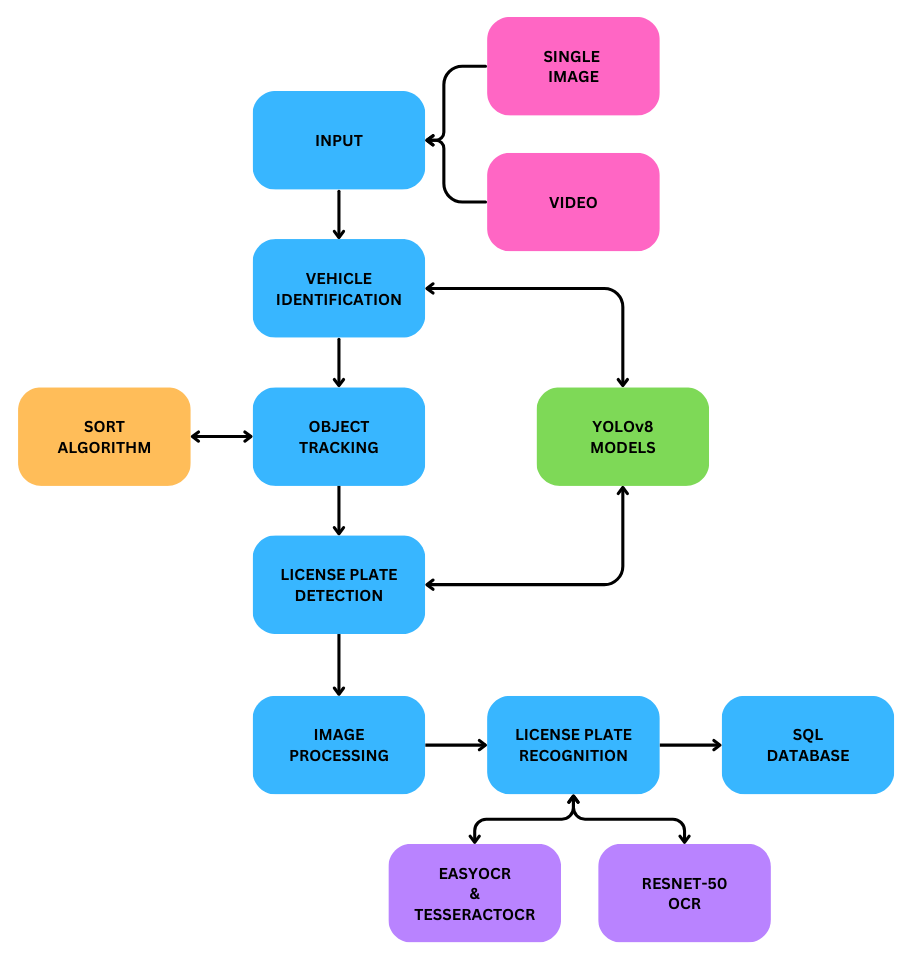 SINGLE
IMAGE
INPUT
VIDEO
VEHICLE
IDENTIFICATION
SORT
ALGORITHM
OBJECT
TRACKING
YOLOv8
MODELS
LICENSE PLATE
DETECTION
IMAGE
PROCESSING
LICENSE PLATE
RECOGNITION
SQL
DATABASE
EASYOCR
&
TESSERACTOCR
RESNET-50
OCR